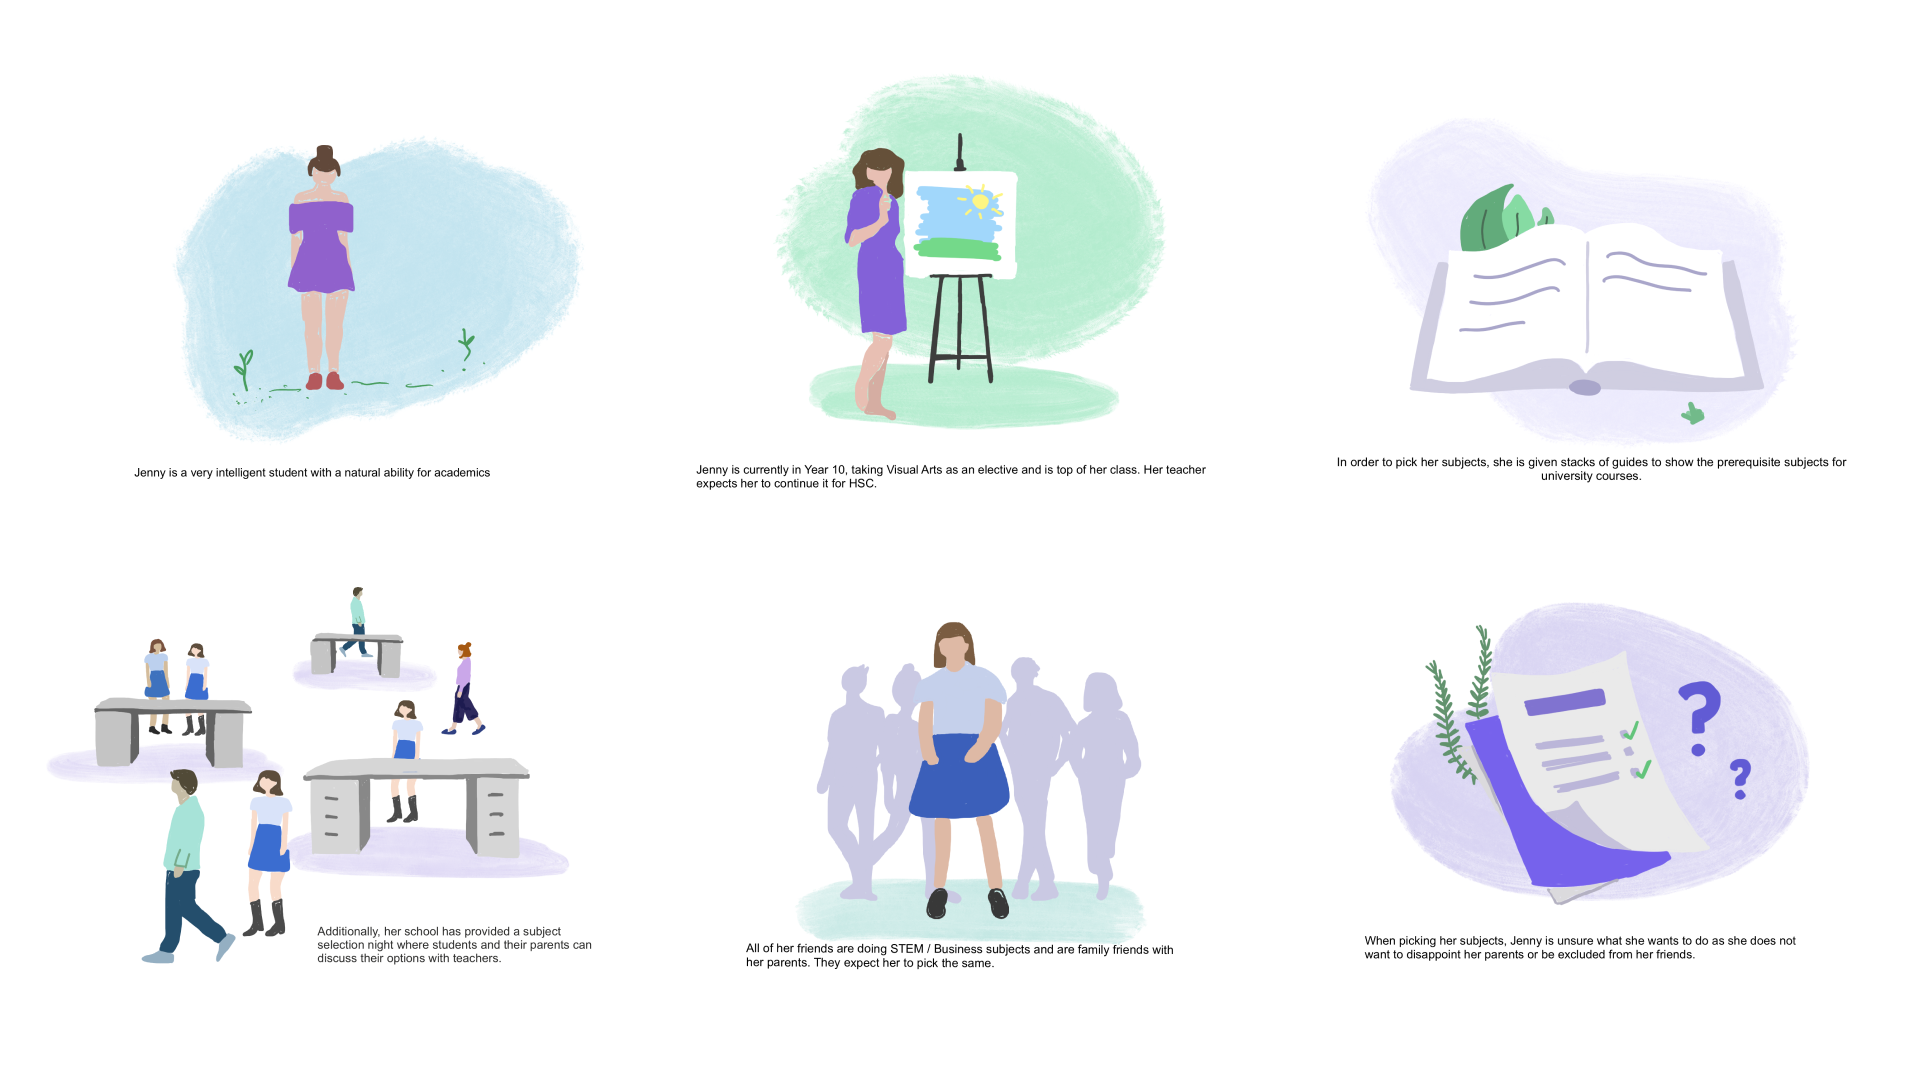 Jenny is a very intelligent student with a natural ability for academics
Jenny is currently in Year 10, taking Visual Arts as an elective and is top of her class. Her teacher
expects her to continue it for HSC.
In order to pick her subjects, she is given stacks of guides to show the prerequisite subjects for
university courses.
Additionally, her school has provided a subject
selection night where students and their parents can
discuss their options with teachers.
All of her friends are doing STEM / Business subjects and are family friends with
her parents. They expect her to pick the same.
? ?
When picking her subjects, Jenny is unsure what she wants to do as she does not
want to disappoint her parents or be excluded from her friends.